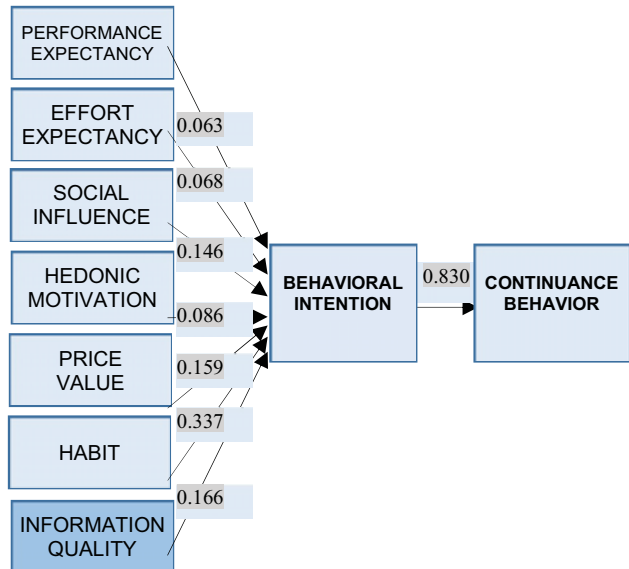 PERFORMANCE
EXPECTANCY
EFFORT
EXPECTANCY
0.063
0.068
SOCIAL
INFLUENCE
0.146
HEDONIC
MOTIVATION
0.086
BEHAVIORAL
INTENTION
0.830
CONTINUANCE
BEHAVIOR
PRICE
VALUE
0.159
0.337
HABIT
0.166
INFORMATION
QUALITY